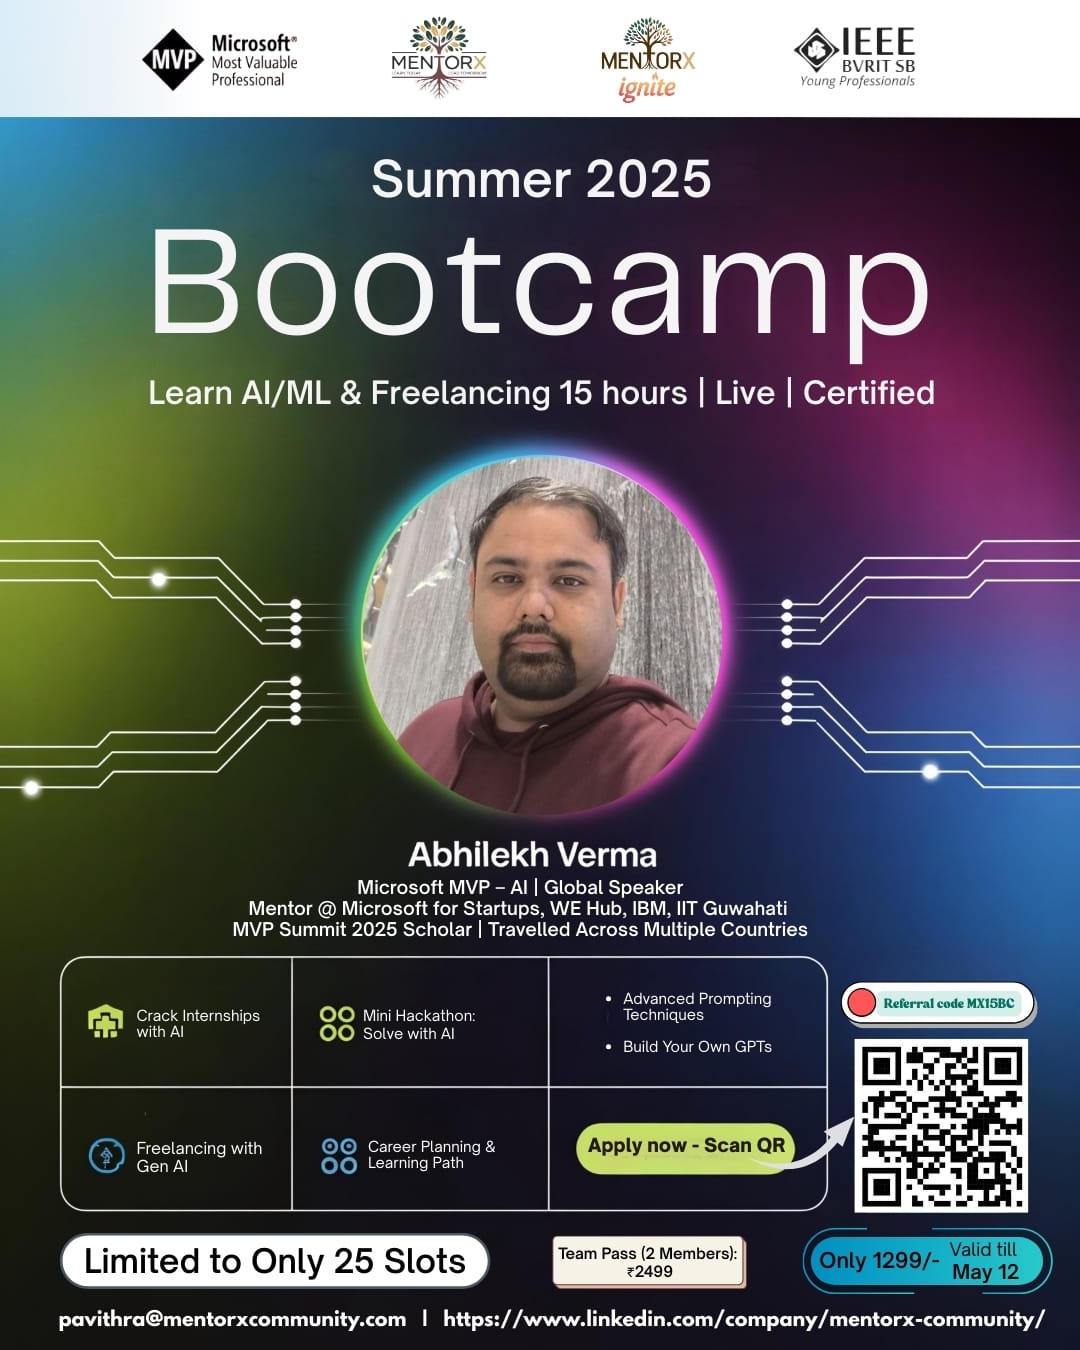 MVP
Microsoft®
Most Valuable
Professional
MENTORX
LEARN TODAY LEAD TOMORROW
MENTORX
ignite
IEEE
BVRIT SB
Young Professionals
Summer 2025
Bootcamp
Learn AI/ML & Freelancing 15 hours | Live | Certified
Abhilekh Verma
Microsoft MVP – AI | Global Speaker
Mentor @ Microsoft for Startups, WE Hub, IBM, IIT Guwahati
MVP Summit 2025 Scholar | Travelled Across Multiple Countries
Crack Internships
with AI
Mini Hackathon:
Solve with AI
• Advanced Prompting
Techniques
• Build Your Own GPTs
Referral code MX15BC
Freelancing with
Gen AI
Career Planning &
Learning Path
Apply now - Scan QR
Limited to Only 25 Slots
Team Pass (2 Members):
₹2499
Only 1299/-
Valid till
May 12
pavithra@mentorxcommunity.com | https://www.linkedin.com/company/mentorx-community/